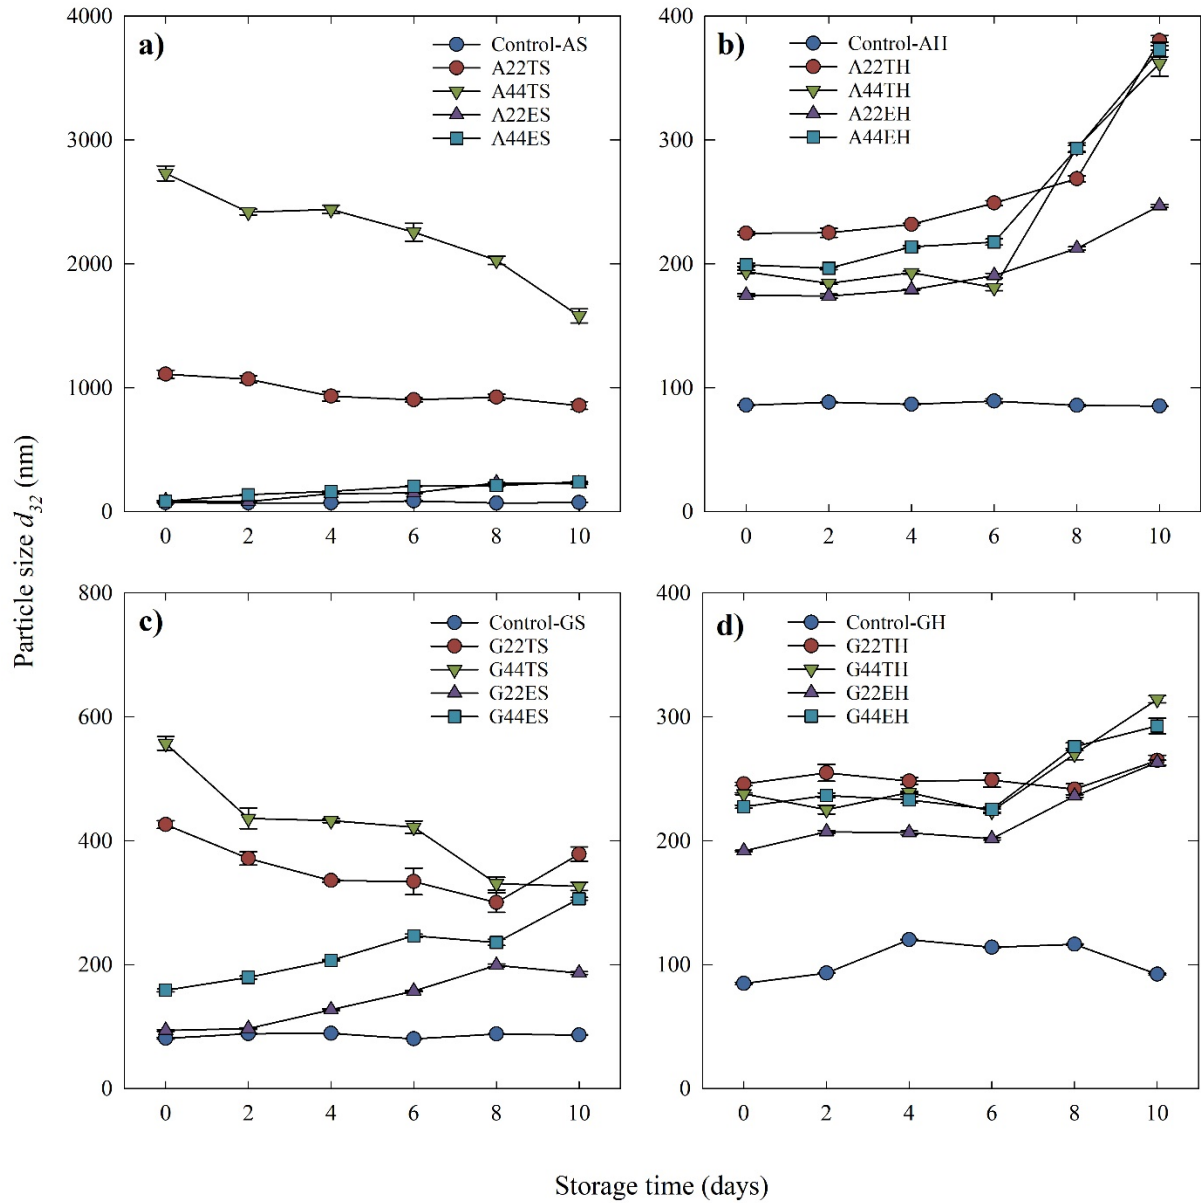 Particle size d32 (nm)
a)
4000
3000
2000
1000
0
Control-AS
A22TS
A44TS
A22ES
A44ES
0 2 4 6 8 10
b)
400
300
200
100
0
Control-AH
A22TH
A44TH
A22EH
A44EH
0 2 4 6 8 10
c)
800
600
400
200
0
Control-GS
G22TS
G44TS
G22ES
G44ES
0 2 4 6 8 10
d)
400
300
200
100
0
Control-GH
G22TH
G44TH
G22EH
G44EH
0 2 4 6 8 10
Storage time (days)